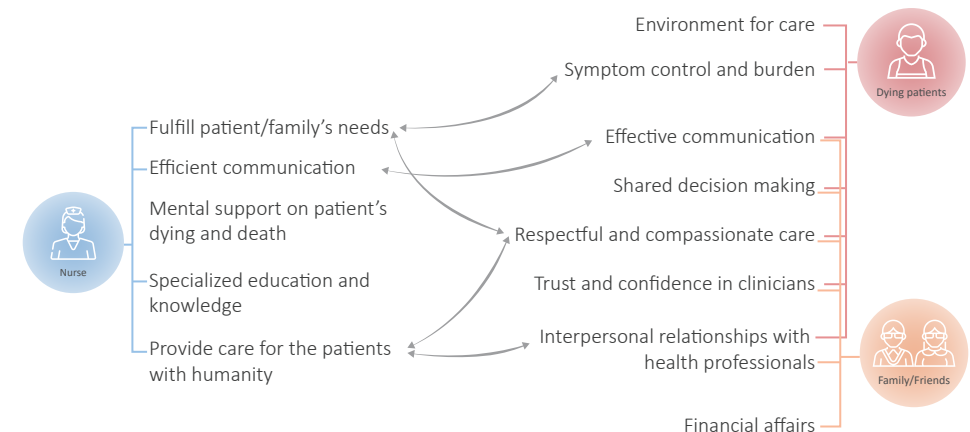 Environment for care
Symptom control and burden
Dying patients
Fulfill patient/family’s needs
Effective communication
Efficient communication
Shared decision making
Mental support on patient’s
dying and death
Respectful and compassionate care
Nurse
Specialized education and
knowledge
Trust and confidence in clinicians
Provide care for the patients
with humanity
Interpersonal relationships with
health professionals
Family/Friends
Financial affairs